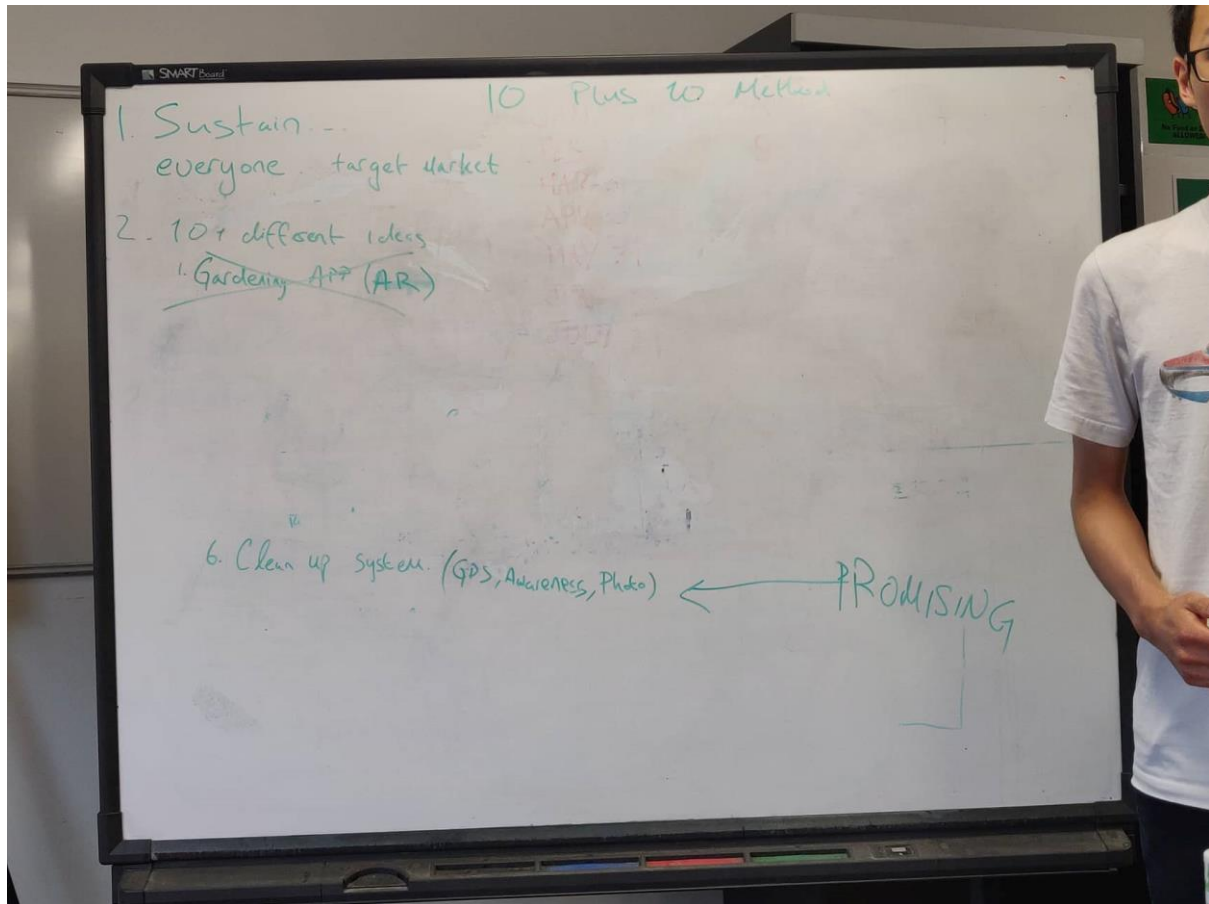 SMART Board
10 Plus 10 Method
1. Sustain...
everyone target Market
2. 10+ different ideas
1. Gardening APP (AR)
6. Clean up system. (GPS, Awareness, Photo)
PROMISING